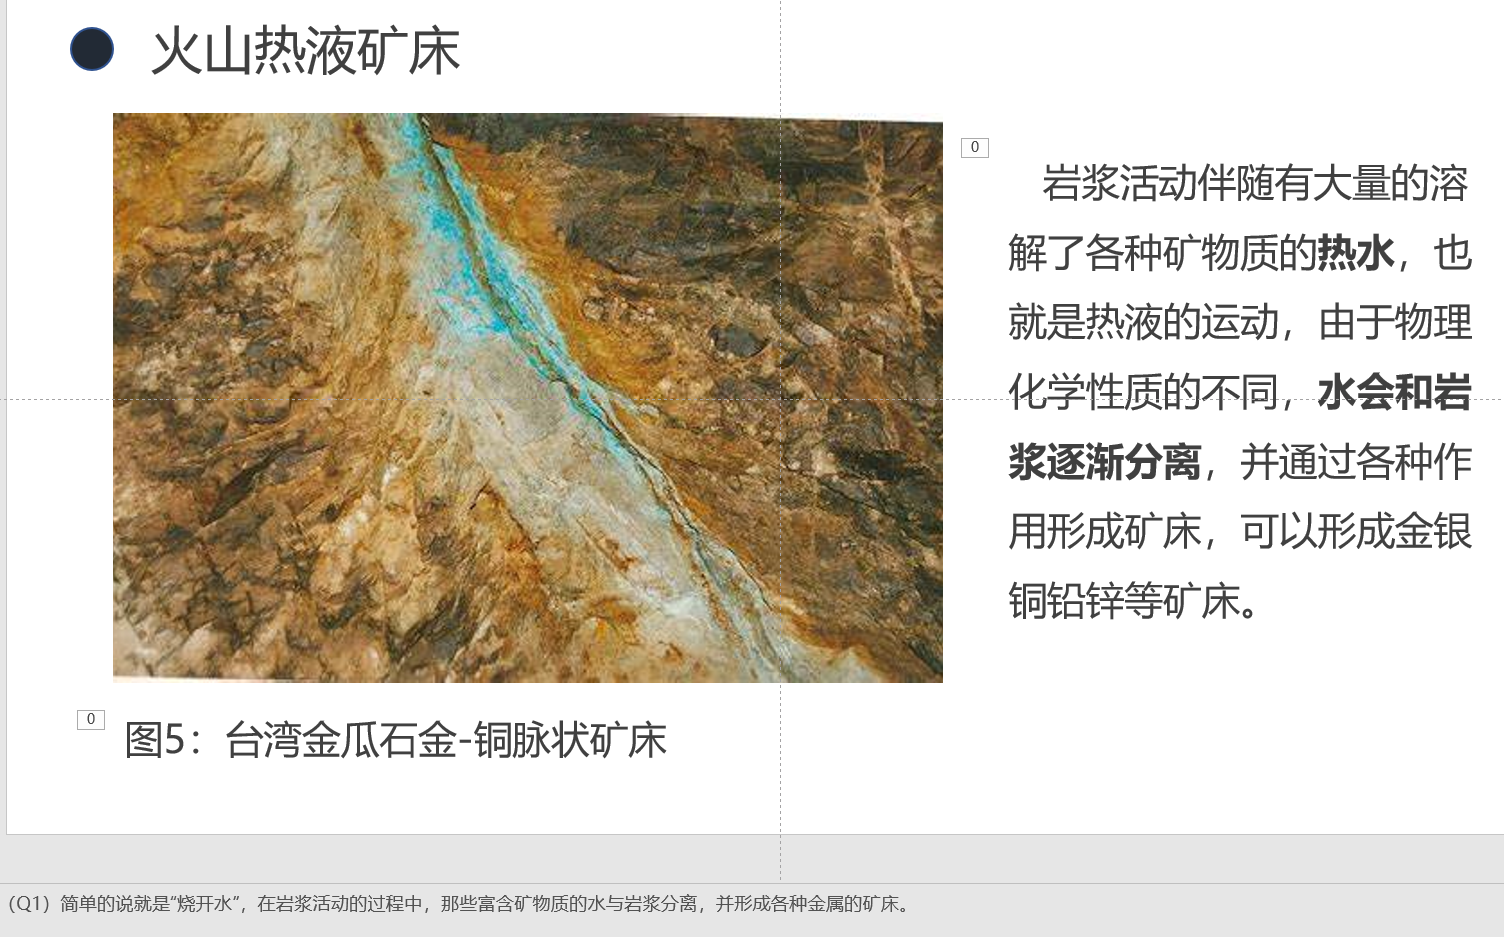 火山热液矿床
0
岩浆活动伴随有大量的溶
解了各种矿物质的热水，也
就是热液的运动，由于物理
化学性质的不同，水会和岩
浆逐渐分离，并通过各种作
用形成矿床，可以形成金银
铜铅锌等矿床。
0
图5：台湾金瓜石金-铜脉状矿床
（Q1）简单的说就是“烧开水”，在岩浆活动的过程中，那些富含矿物质的水与岩浆分离，并形成各种金属的矿床。